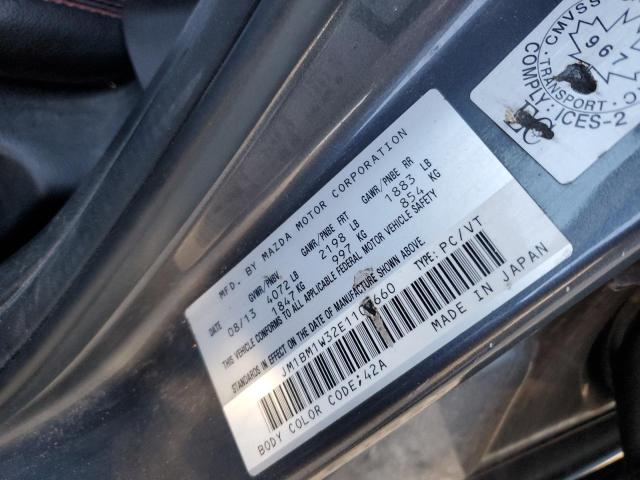 MFD. BY MAZDA MOTOR CORPORATION
DATE GVWR/PNBV GAWR/PNBE FRT GAWR/PNBE RR
08/13 4072 LB 2198 LB 1883 LB
1847 KG 997 KG 854 KG
THIS VEHICLE CONFORMS TO ALL APPLICABLE FEDERAL MOTOR VEHICLE SAFETY
STANDARDS IN EFFECT ON THE DATE OF MANUFACTURE SHOWN ABOVE.
TYPE: PC/VT
BODY COLOR CODE;42A MADE IN JAPAN
CMVSS
967
TRANSPORT
COMPLY: ICES-2